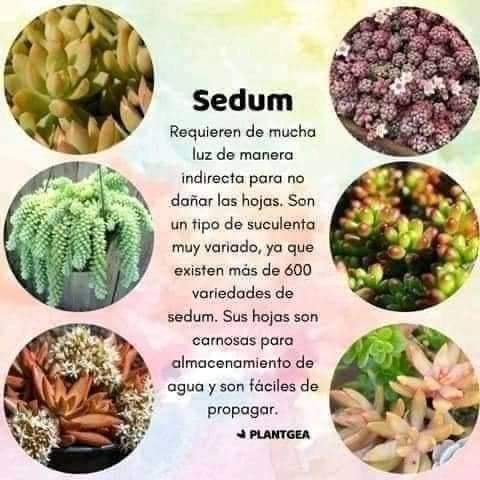 Sedum
Requieren de mucha
luz de manera
indirecta para no
dañar las hojas. Son
un tipo de suculenta
muy variado, ya que
existen más de 600
variedades de
sedum. Sus hojas son
carnosas para
almacenamiento de
agua y son fáciles de
propagar.
PLANTGEA